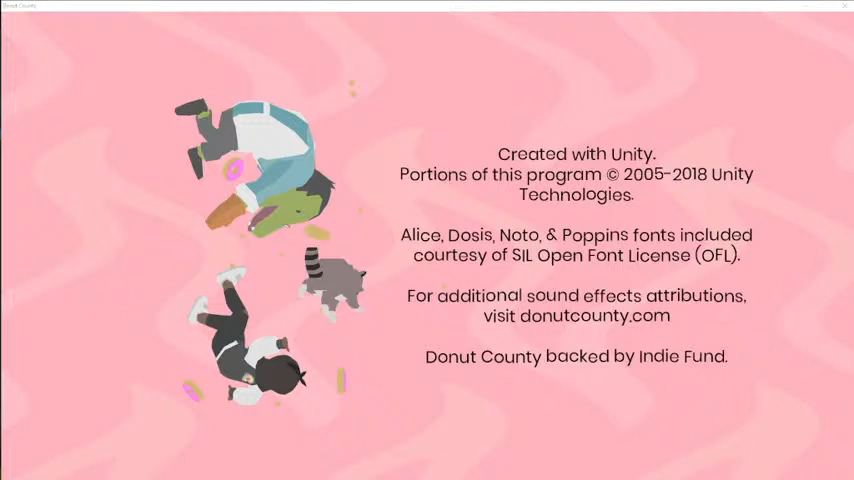 Donut County
Created with Unity.
Portions of this program © 2005-2018 Unity
Technologies.
Alice, Dosis, Noto, & Poppins fonts included
courtesy of SIL Open Font License (OFL).
For additional sound effects attributions,
visit donutcounty.com
Donut County backed by Indie Fund.